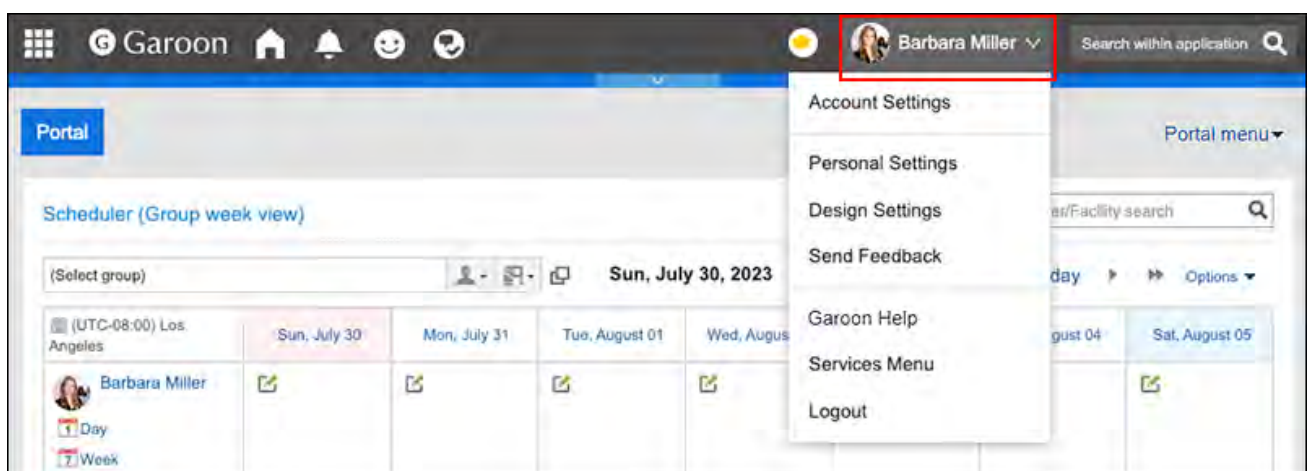 Garoon
Barbara Miller
Search within application
Account Settings
Portal
Portal menu
Personal Settings
Scheduler (Group week view)
Design Settings
er/Facility search
Send Feedback
(Select group)
Sun, July 30, 2023
day
Options
Garoon Help
(UTC-08:00) Los
Angeles
Sun, July 30
Mon, July 31
Tue, August 01
Wed, Augus
gust 04
Sat, August 05
Services Menu
Barbara Miller
Logout
1 Day
7 Week